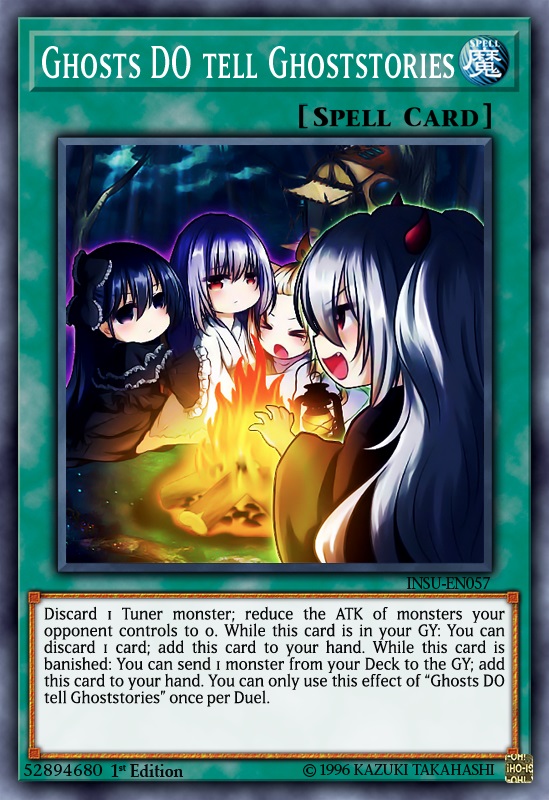 Ghosts DO tell Ghoststories
SPELL
魔
[Spell Card]
INSU-EN057
Discard 1 Tuner monster; reduce the ATK of monsters your
opponent controls to 0. While this card is in your GY: You can
discard 1 card; add this card to your hand. While this card is
banished: You can send 1 monster from your Deck to the GY; add
this card to your hand. You can only use this effect of “Ghosts DO
tell Ghoststories” once per Duel.
52894680 1st Edition
© 1996 KAZUKI TAKAHASHI